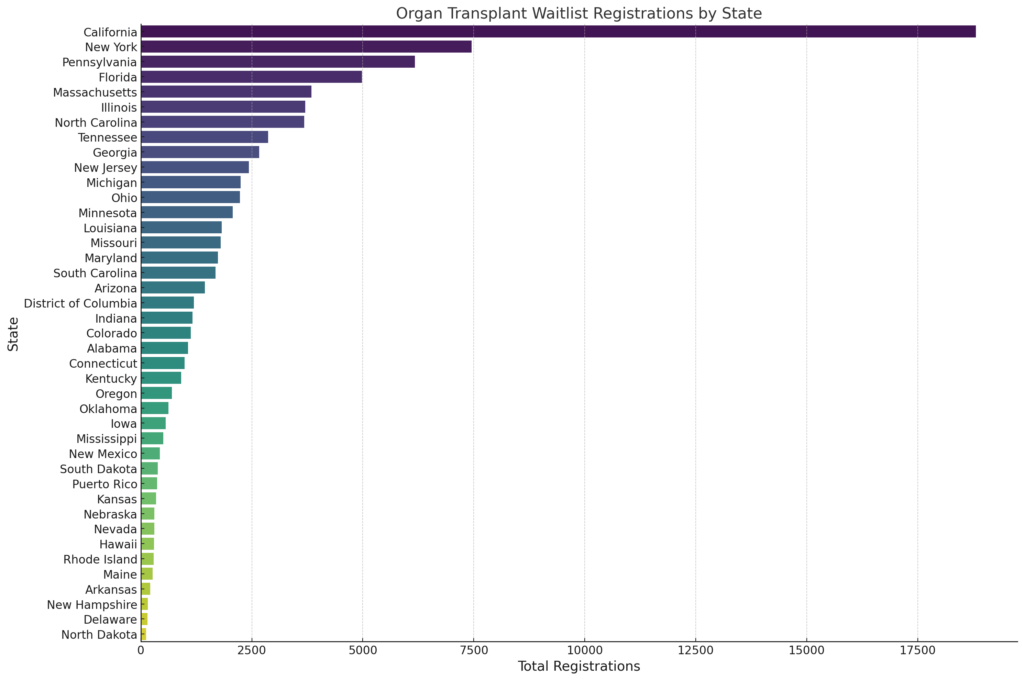 Organ Transplant Waitlist Registrations by State
California
New York
Pennsylvania
Florida
Massachusetts
Illinois
North Carolina
Tennessee
Georgia
New Jersey
Michigan
Ohio
Minnesota
Louisiana
Missouri
Maryland
South Carolina
Arizona
District of Columbia
Indiana
Colorado
Alabama
Connecticut
Kentucky
Oregon
Oklahoma
Iowa
Mississippi
New Mexico
South Dakota
Puerto Rico
Kansas
Nebraska
Nevada
Hawaii
Rhode Island
Maine
Arkansas
New Hampshire
Delaware
North Dakota
State
0 2500 5000 7500 10000 12500 15000 17500
Total Registrations